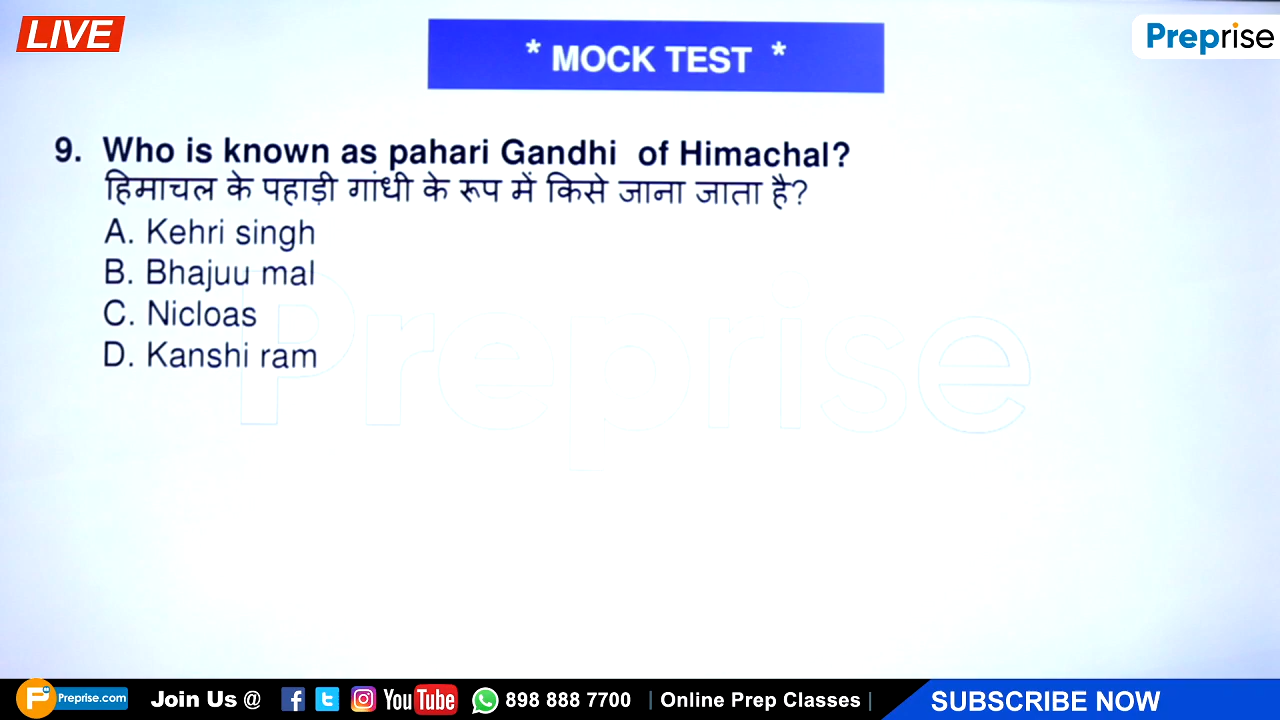 LIVE
* MOCK TEST *
Preprise
9. Who is known as pahari Gandhi of Himachal?
हिमाचल के पहाड़ी गांधी के रूप में किसे जाना जाता है?
A. Kehri singh
B. Bhajuu mal
C. Nicloas
D. Kanshi ram
Preprise
Preprise.com Join Us @ YouTube 898 888 7700 | Online Prep Classes | SUBSCRIBE NOW